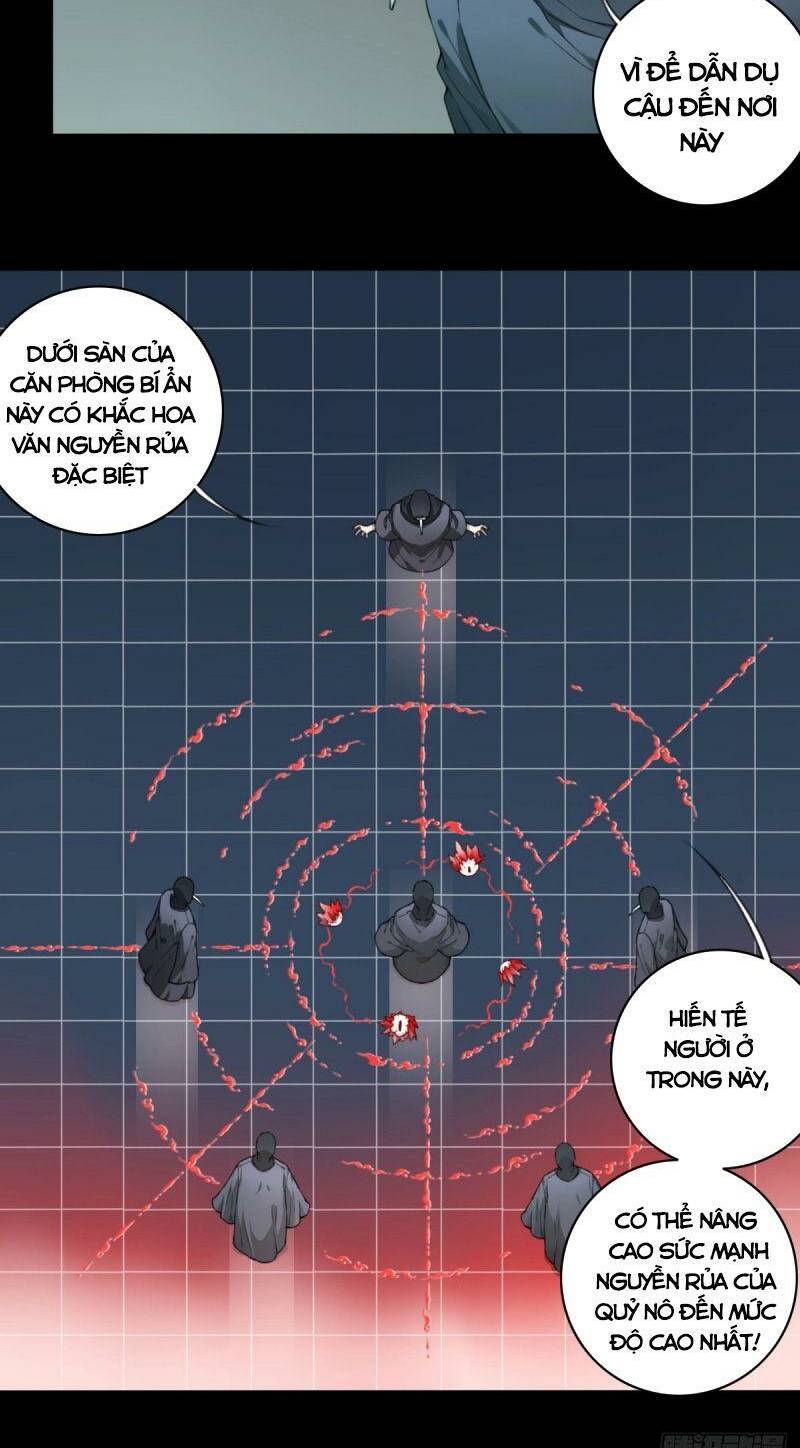 VÌ ĐỂ DẪN DỤ
CẬU ĐẾN NƠI
NÀY
DƯỚI SÀN CỦA
CĂN PHÒNG BÍ ẨN
NÀY CÓ KHẮC HOA
VĂN NGUYỀN RỦA
ĐẶC BIỆT
HIẾN TẾ
NGƯỜI Ở
TRONG NÀY,
CÓ THỂ NÂNG
CAO SỨC MẠNH
NGUYỀN RỦA CỦA
QUỶ NÔ ĐẾN MỨC
ĐỘ CAO NHẤT!